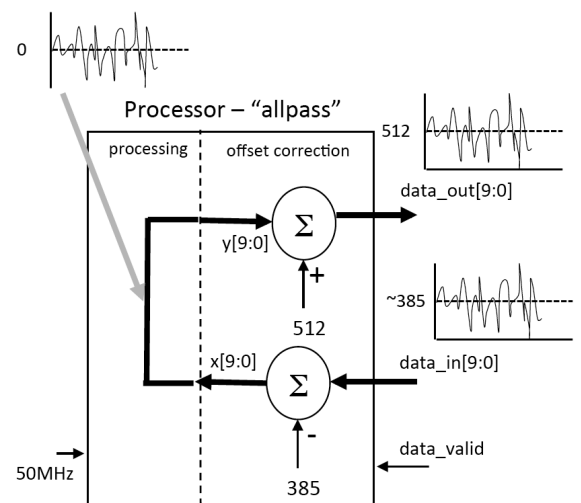 0
Processor – “allpass”
processing
offset correction
512
data_out[9:0]
y[9:0]
Σ
+
512
~385
x[9:0]
data_in[9:0]
Σ
-
data_valid
50MHz
385